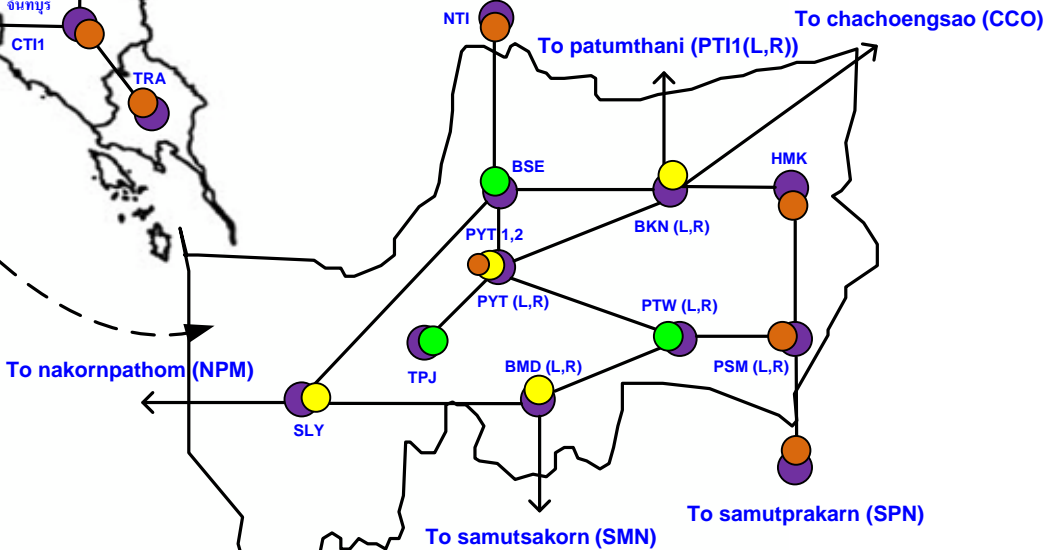 จันทบุร
CTI1
TRA
NTI
To chachoengsao (CCO)
To patumthani (PTI1(L,R))
BSE
HMK
BKN (L,R)
PYT 1,2
PYT (L,R)
PTW (L,R)
TPJ
BMD (L,R)
PSM (L,R)
To nakornpathom (NPM)
SLY
To samutprakarn (SPN)
To samutsakorn (SMN)